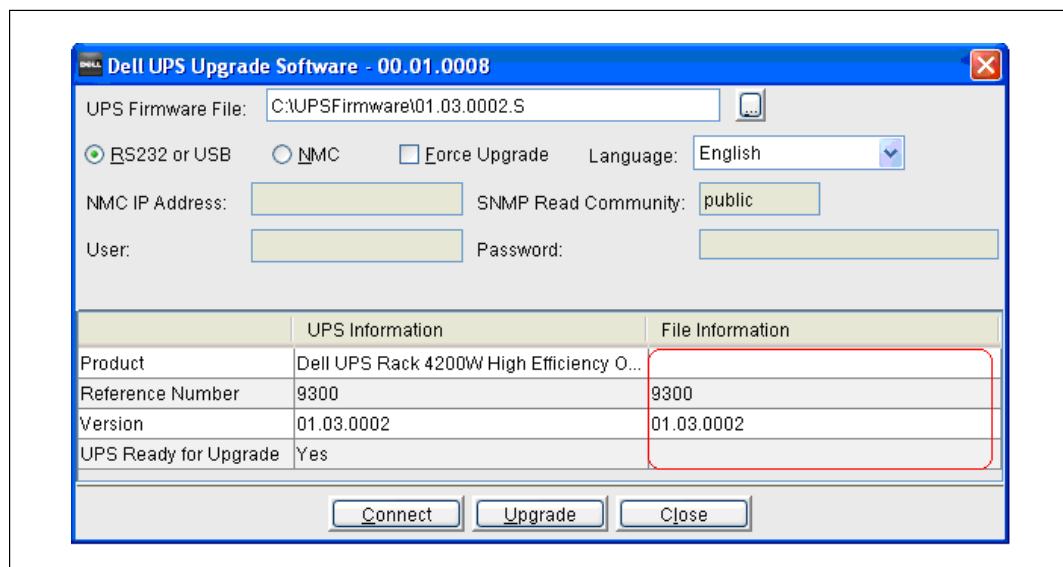 DELL Dell UPS Upgrade Software - 00.01.0008
UPS Firmware File: C:\UPSFirmware\01.03.0002.S ...
RS232 or USB NMC Force Upgrade Language: English
NMC IP Address: SNMP Read Community: public
User: Password:
UPS Information File Information
Product Dell UPS Rack 4200W High Efficiency O...
Reference Number 9300 9300
Version 01.03.0002 01.03.0002
UPS Ready for Upgrade Yes
Connect Upgrade Close